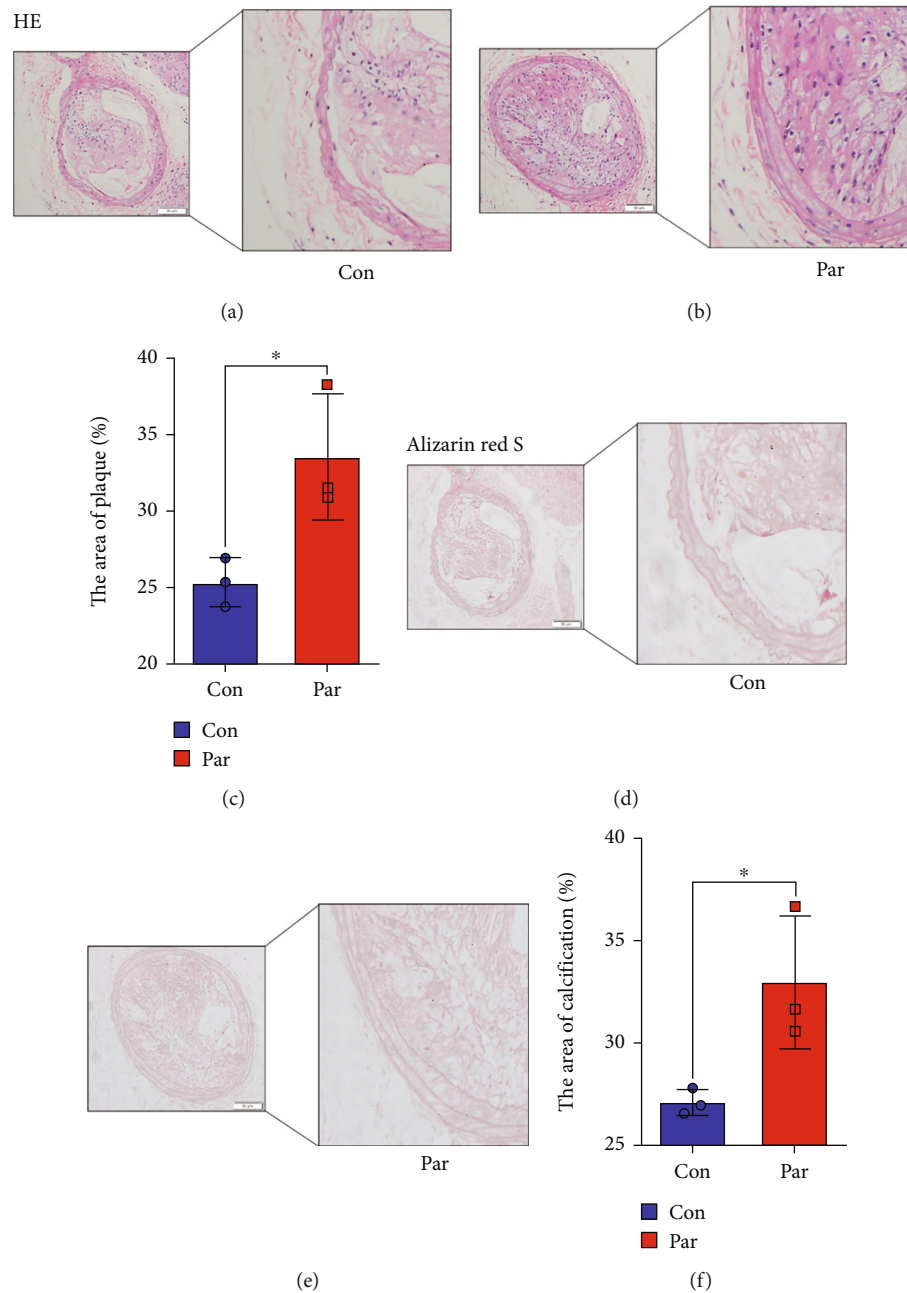 HE
Con
Par
(a)
(b)
The area of plaque (%)
40
35
30
25
20
*
Con
Par
Con
Par
(c)
Alizarin red S
Con
(d)
Par
(e)
The area of calcification (%)
40
35
30
25
*
Con
Par
Con
Par
(f)